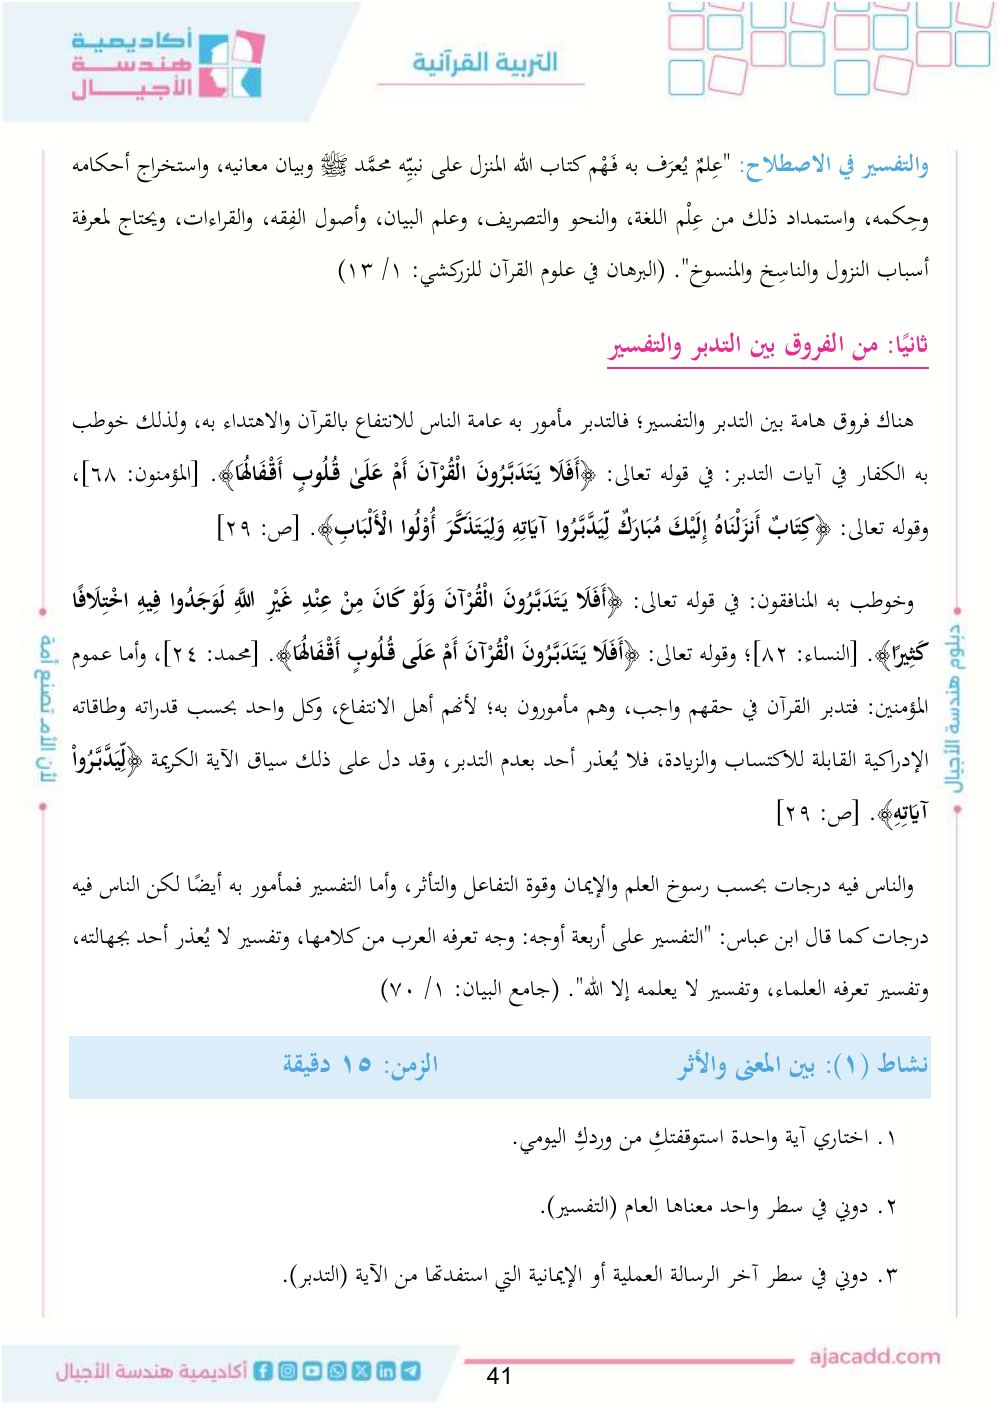 أكاديمية
هندسة
الأجيال
التربية القرآنية
والتفسير في الاصطلاح: "عِلمٌ يُعرَف به فَهْم كتاب الله المنزل على نبيِّه محمَّد ﷺ وبيان معانيه، واستخراج أحكامه
وحِكمه، واستمداد ذلك من عِلْم اللغة، والنحو والتصريف، وعلم البيان، وأصول الفِقه، والقراءات، ويحتاج لمعرفة
أسباب النزول والناسِخ والمنسوخ". (البرهان في علوم القرآن للزركشي: ١/ ١٣)
ثانيًا: من الفروق بين التدبر والتفسير
هناك فروق هامة بين التدبر والتفسير؛ فالتدبر مأمور به عامة الناس للانتفاع بالقرآن والاهتداء به، ولذلك خوطب
به الكفار في آيات التدبر: في قوله تعالى: ﴿أَفَلَا يَتَدَبَّرُونَ الْقُرْآنَ أَمْ عَلَىٰ قُلُوبٍ أَقْفَالُهَا﴾. [المؤمنون: ٦٨]،
وقوله تعالى: ﴿كِتَابٌ أَنزَلْنَاهُ إِلَيْكَ مُبَارَكٌ لِّيَدَّبَّرُوا آيَاتِهِ وَلِيَتَذَكَّرَ أُوْلُوا الْأَلْبَابِ﴾. [ص: ٢٩]
وخوطب به المنافقون: في قوله تعالى: ﴿أَفَلَا يَتَدَبَّرُونَ الْقُرْآنَ وَلَوْ كَانَ مِنْ عِنْدِ غَيْرِ اللَّهِ لَوَجَدُوا فِيهِ اخْتِلَافًا
كَثِيرًا﴾. [النساء: ٨٢]؛ وقوله تعالى: ﴿أَفَلَا يَتَدَبَّرُونَ الْقُرْآنَ أَمْ عَلَى قُلُوبٍ أَقْفَالُهَا﴾. [محمد: ٢٤]، وأما عموم
المؤمنين: فتدبر القرآن في حقهم واجب، وهم مأمورون به؛ لأنهم أهل الانتفاع، وكل واحد بحسب قدراته وطاقاته
الإدراكية القابلة للاكتساب والزيادة، فلا يُعذر أحد بعدم التدبر، وقد دل على ذلك سياق الآية الكريمة ﴿لِّيَدَّبَّرُواْ
آيَاتِهِ﴾. [ص: ٢٩]
والناس فيه درجات بحسب رسوخ العلم والإيمان وقوة التفاعل والتأثر، وأما التفسير فمأمور به أيضًا لكن الناس فيه
درجات كما قال ابن عباس: "التفسير على أربعة أوجه: وجه تعرفه العرب من كلامها، وتفسير لا يُعذر أحد بجهالته،
وتفسير تعرفه العلماء، وتفسير لا يعلمه إلا الله". (جامع البيان: ١/ ٧٠)
نشاط (١): بين المعنى والأثر الزمن: ١٥ دقيقة
١. اختاري آية واحدة استوقفتكِ من وردكِ اليومي.
٢. دوني في سطر واحد معناها العام (التفسير).
٣. دوني في سطر آخر الرسالة العملية أو الإيمانية التي استفدتها من الآية (التدبر).
دبلوم هندسة الأجيال
لأن الأم تصنع أمة
ajacadd.com
41
أكاديمية هندسة الأجيال